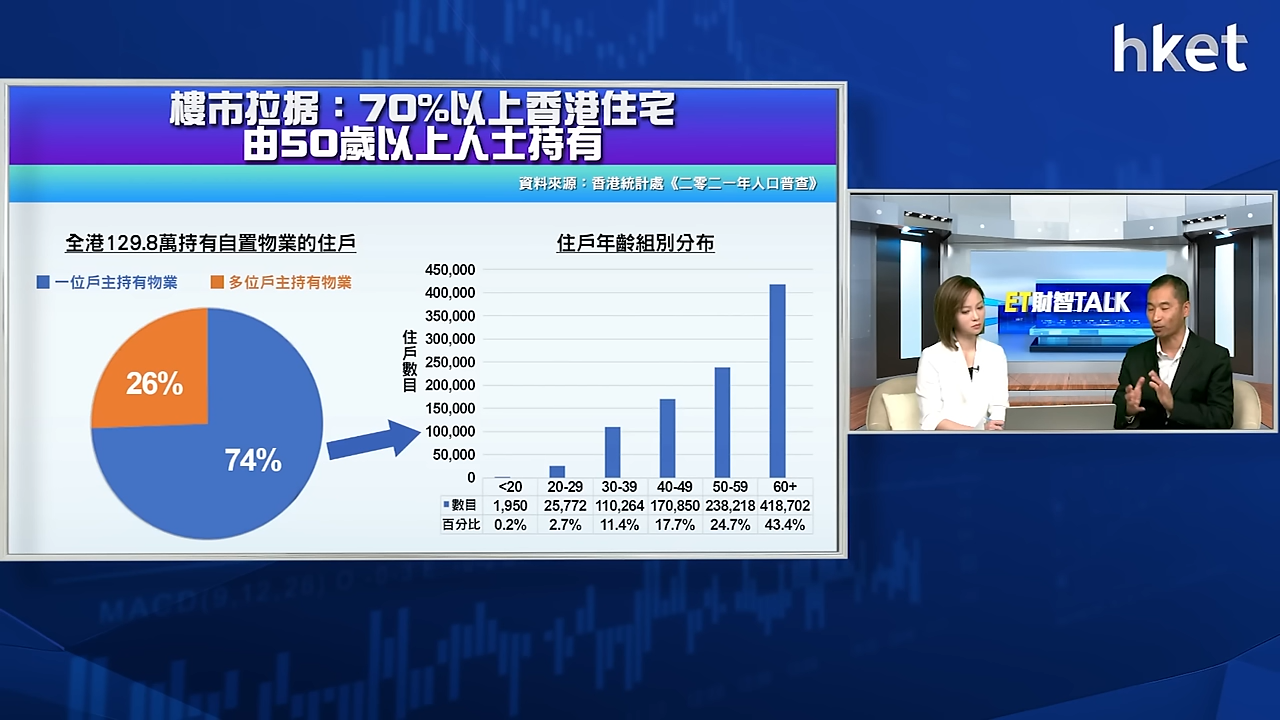 hket
樓市拉据：70%以上香港住宅
由50歲以上人士持有
資料來源：香港統計處《二零二一年人口普查》
全港129.8萬持有自置物業的住戶
一位戶主持有物業 多位戶主持有物業
26%
74%
住戶年齡組別分布
住戶數目
450,000
400,000
350,000
300,000
250,000
200,000
150,000
100,000
50,000
0
<20 20-29 30-39 40-49 50-59 60+
數目 1,950 25,772 110,264 170,850 238,218 418,702
百分比 0.2% 2.7% 11.4% 17.7% 24.7% 43.4%
ET財智TALK
MACD[9,12,26]